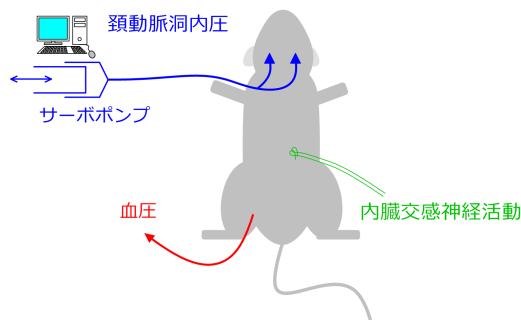 頚動脈洞内圧
サーボポンプ
血圧
内臓交感神経活動